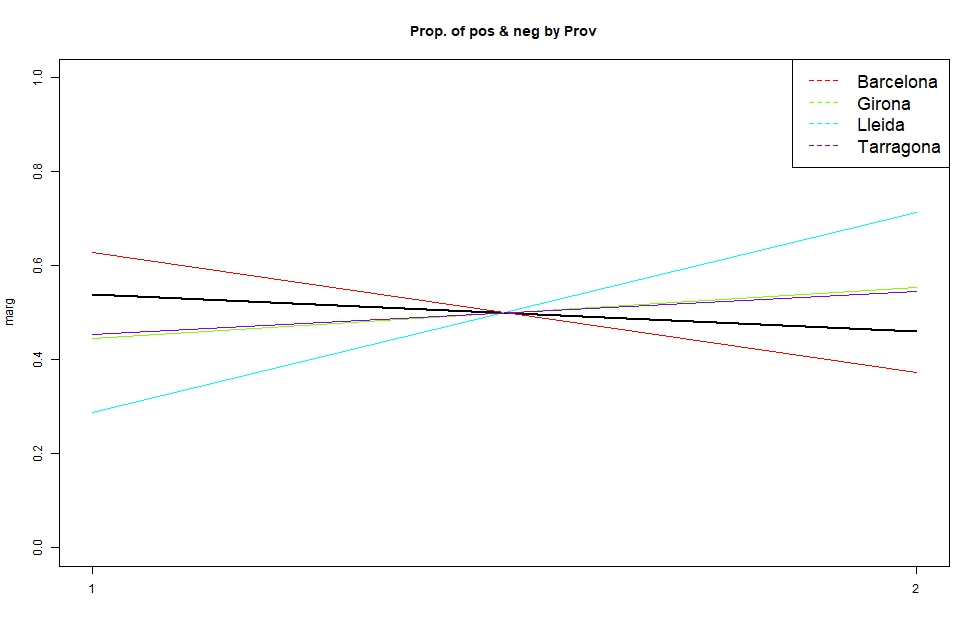 Prop. of pos & neg by Prov
Barcelona
Girona
Lleida
Tarragona
marg
1.0
0.8
0.6
0.4
0.2
0.0
1
2